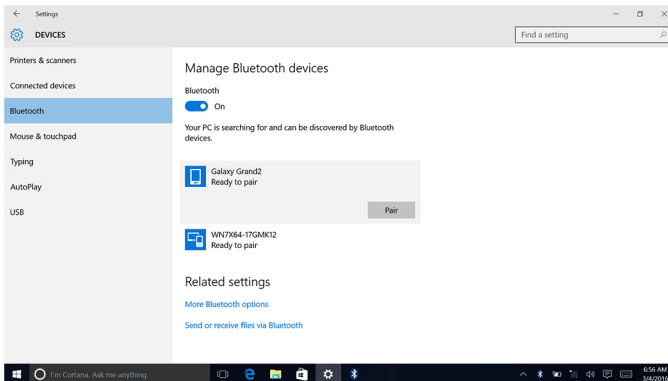 Settings
DEVICES
Find a setting
Printers & scanners
Connected devices
Bluetooth
Mouse & touchpad
Typing
AutoPlay
USB
Manage Bluetooth devices
Bluetooth
On
Your PC is searching for and can be discovered by Bluetooth
devices.
Galaxy Grand2
Ready to pair
Pair
WN7X64-17GMK12
Ready to pair
Related settings
More Bluetooth options
Send or receive files via Bluetooth
I'm Cortana. Ask me anything.
6:56 AM
3/4/2016